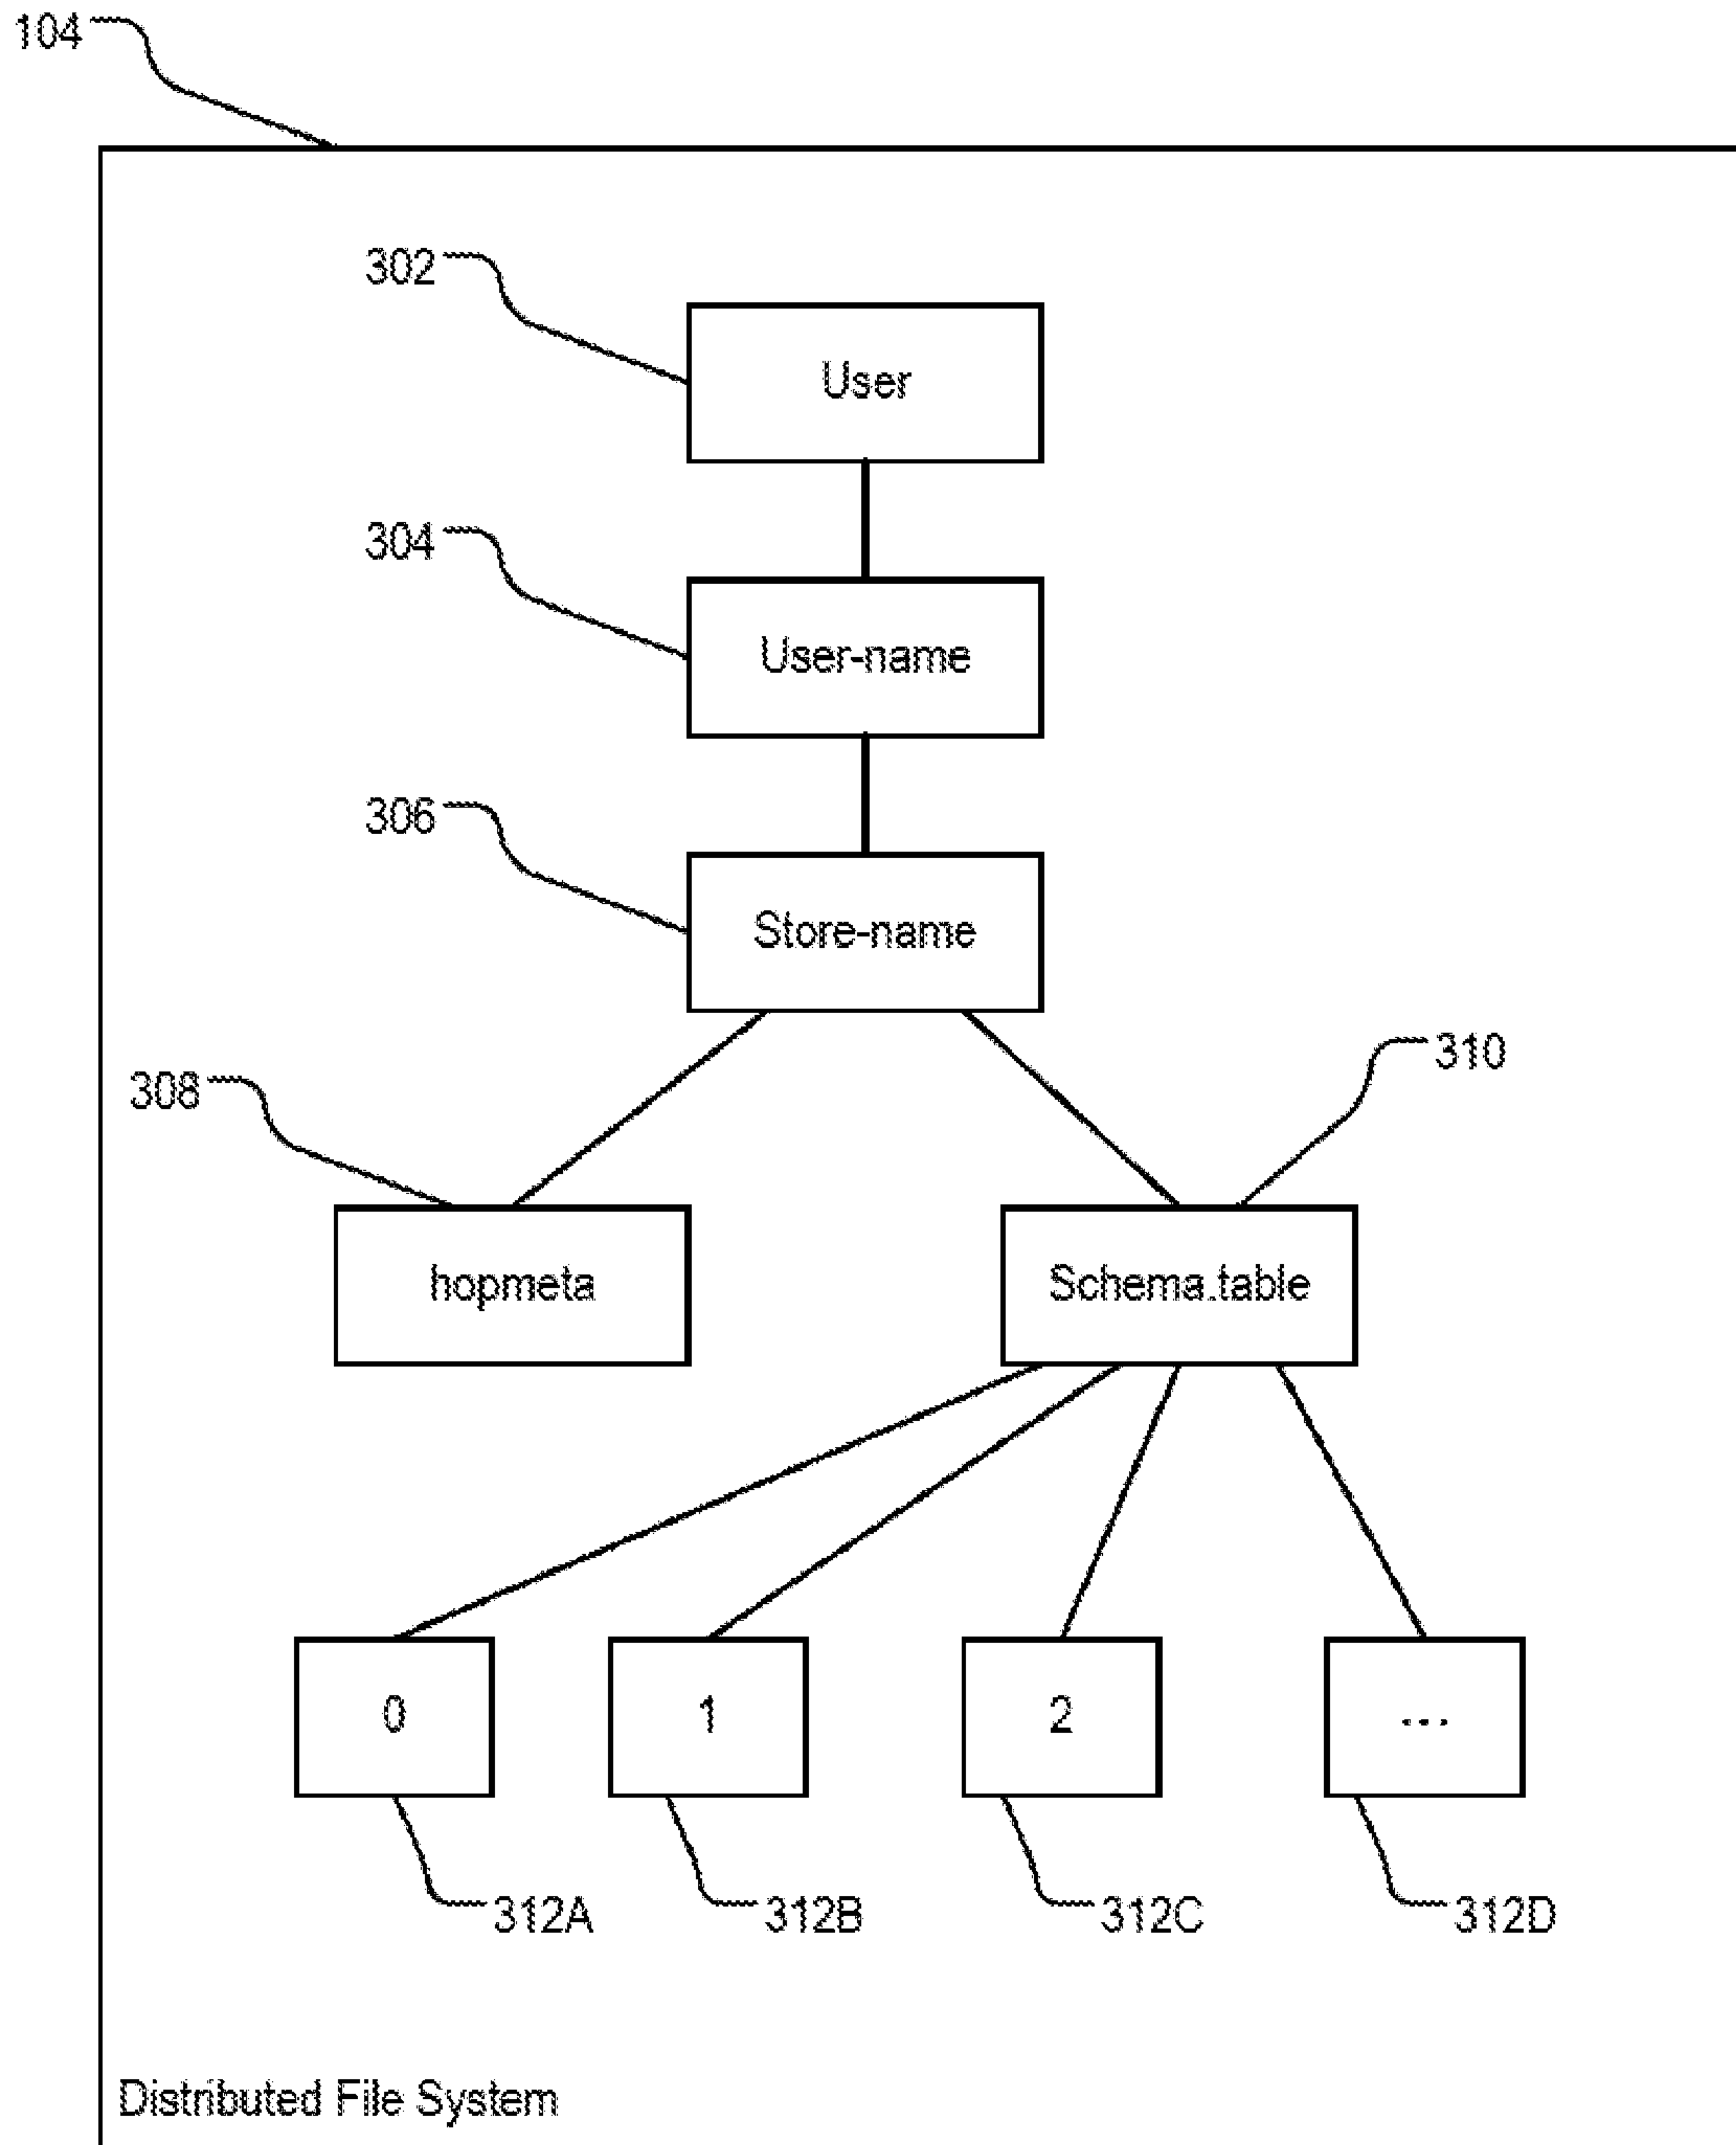 104
302
User
304
User-name
306
Store-name
310
308
hopmeta
Schema.table
0
1
2
...
312A
312B
312C
312D
Distributed File System